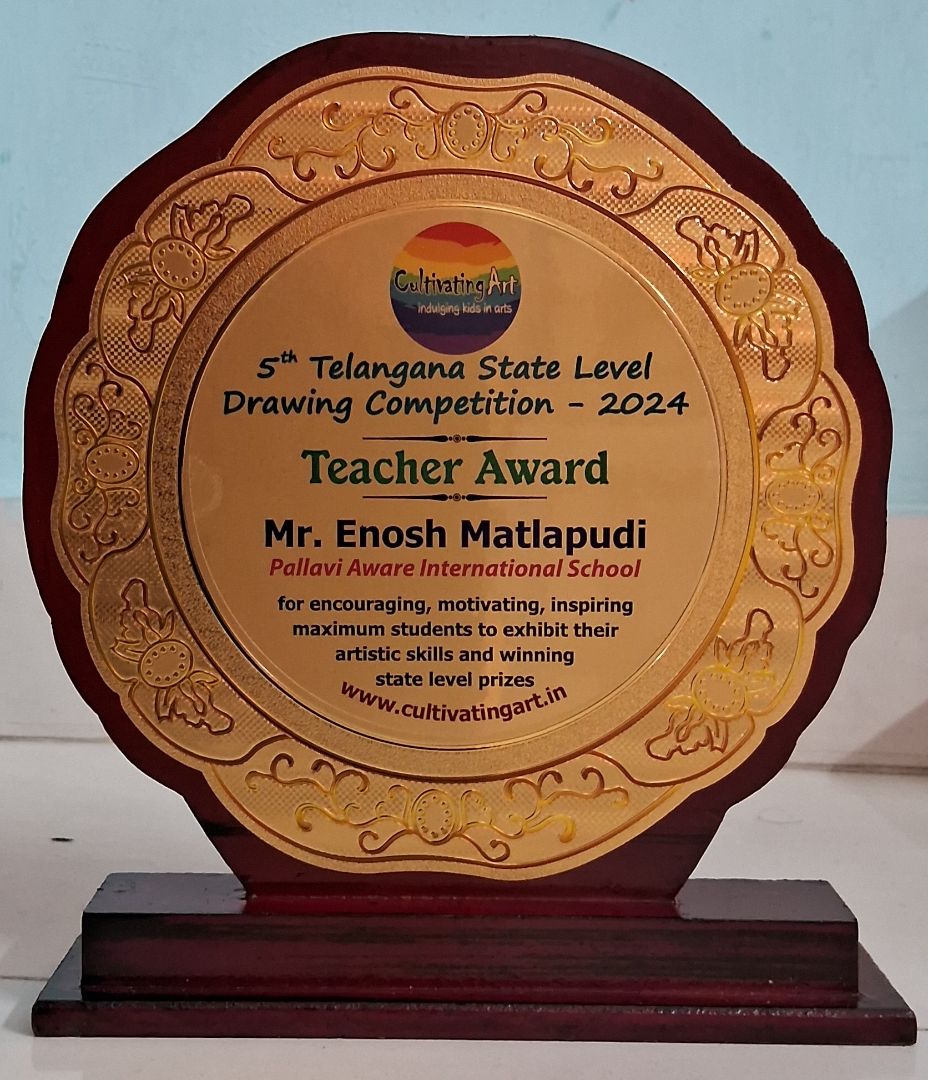 Cultivating Art
indulging kids in arts
5th Telangana State Level
Drawing Competition - 2024
Teacher Award
Mr. Enosh Matlapudi
Pallavi Aware International School
for encouraging, motivating, inspiring
maximum students to exhibit their
artistic skills and winning
state level prizes
www.cultivatingart.in